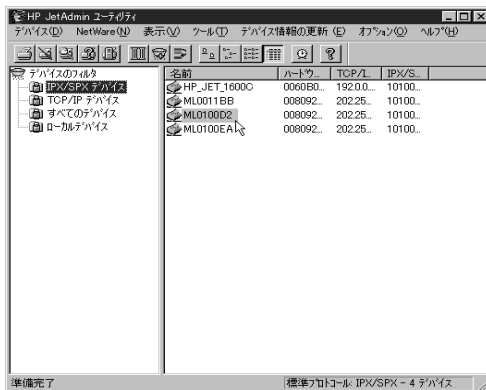 HP JetAdmin ユーティリティ
デバイス(D) NetWare(N) 表示(V) ツール(T) デバイス情報の更新(E) オプション(O) ヘルプ(H)
デバイスのフィルタ
IPX/SPX デバイス
TCP/IP デバイス
すべてのデバイス
ローカルデバイス
名前 ハードウ... TCP/I... IPX/S...
HP_JET_1600C 0060B0... 192.0.0... 10100...
ML0011BB 008092... 202.25... 10100...
ML0100D2 008092... 202.25... 10100...
ML0100EA 008092... 202.25... 10100...
準備完了
標準プロトコール: IPX/SPX - 4 デバイス